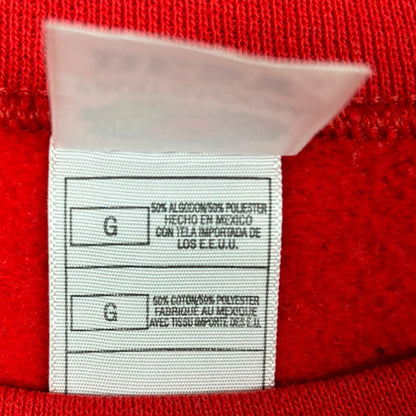 G
50% ALGODON/50% POLIESTER
HECHO EN MEXICO
CON TELA IMPORTADA DE
LOS E.E.U.U.
G
50% COTON/50% POLYESTER
FABRIQUE AU MEXIQUE
AVEC TISSU IMPORTE DES E.U.